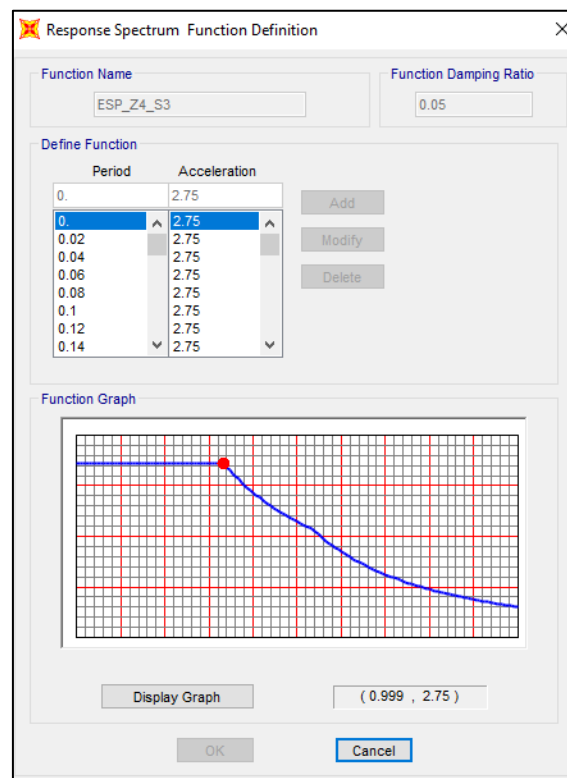 Response Spectrum Function Definition
Function Name
Function Damping Ratio
ESP_Z4_S3
0.05
Define Function
Period Acceleration
0. 2.75
Add
0. 2.75
0.02 2.75
Modify
0.04 2.75
0.06 2.75
0.08 2.75
Delete
0.1 2.75
0.12 2.75
0.14 2.75
Function Graph
Display Graph
( 0.999 , 2.75 )
OK
Cancel